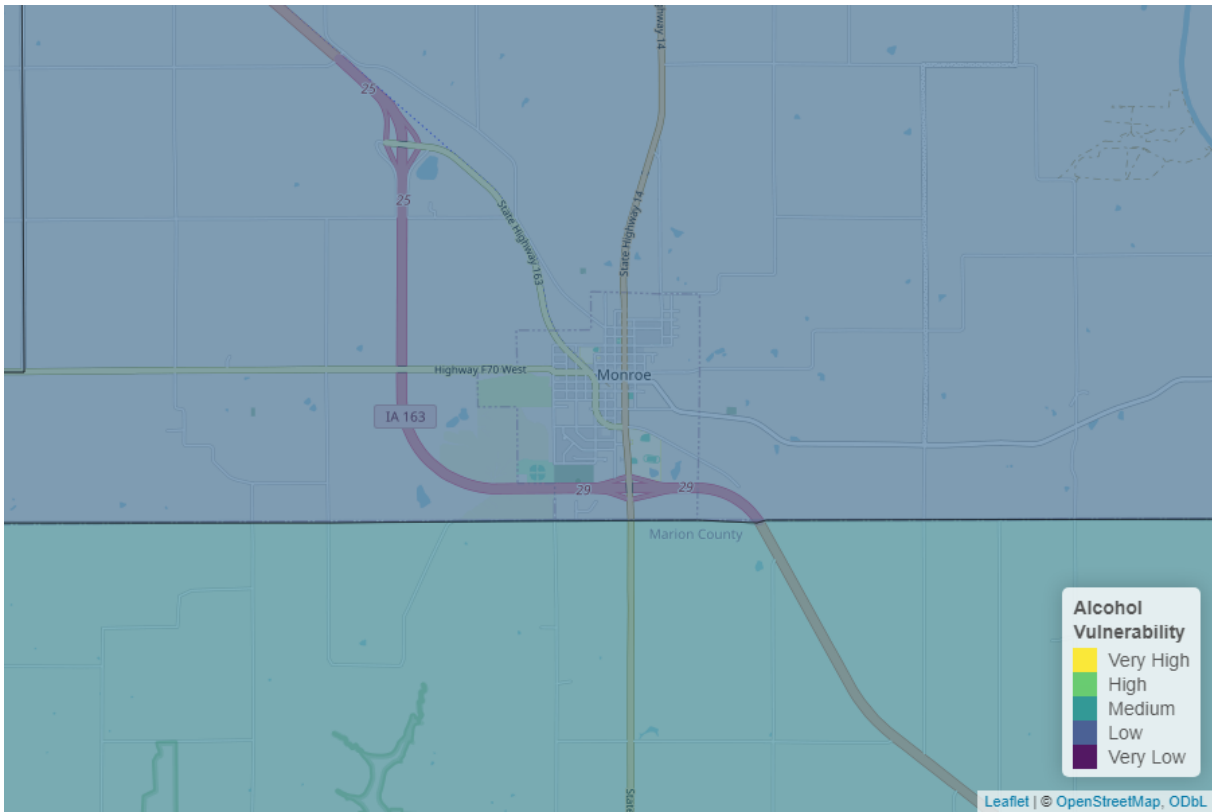 Highway 14
25
25
State Highway 163
State Highway 14
Highway F70 West
Monroe
IA 163
29
29
Marion County
State
Alcohol
Vulnerability
Very High
High
Medium
Low
Very Low
Leaflet | © OpenStreetMap, ODbL